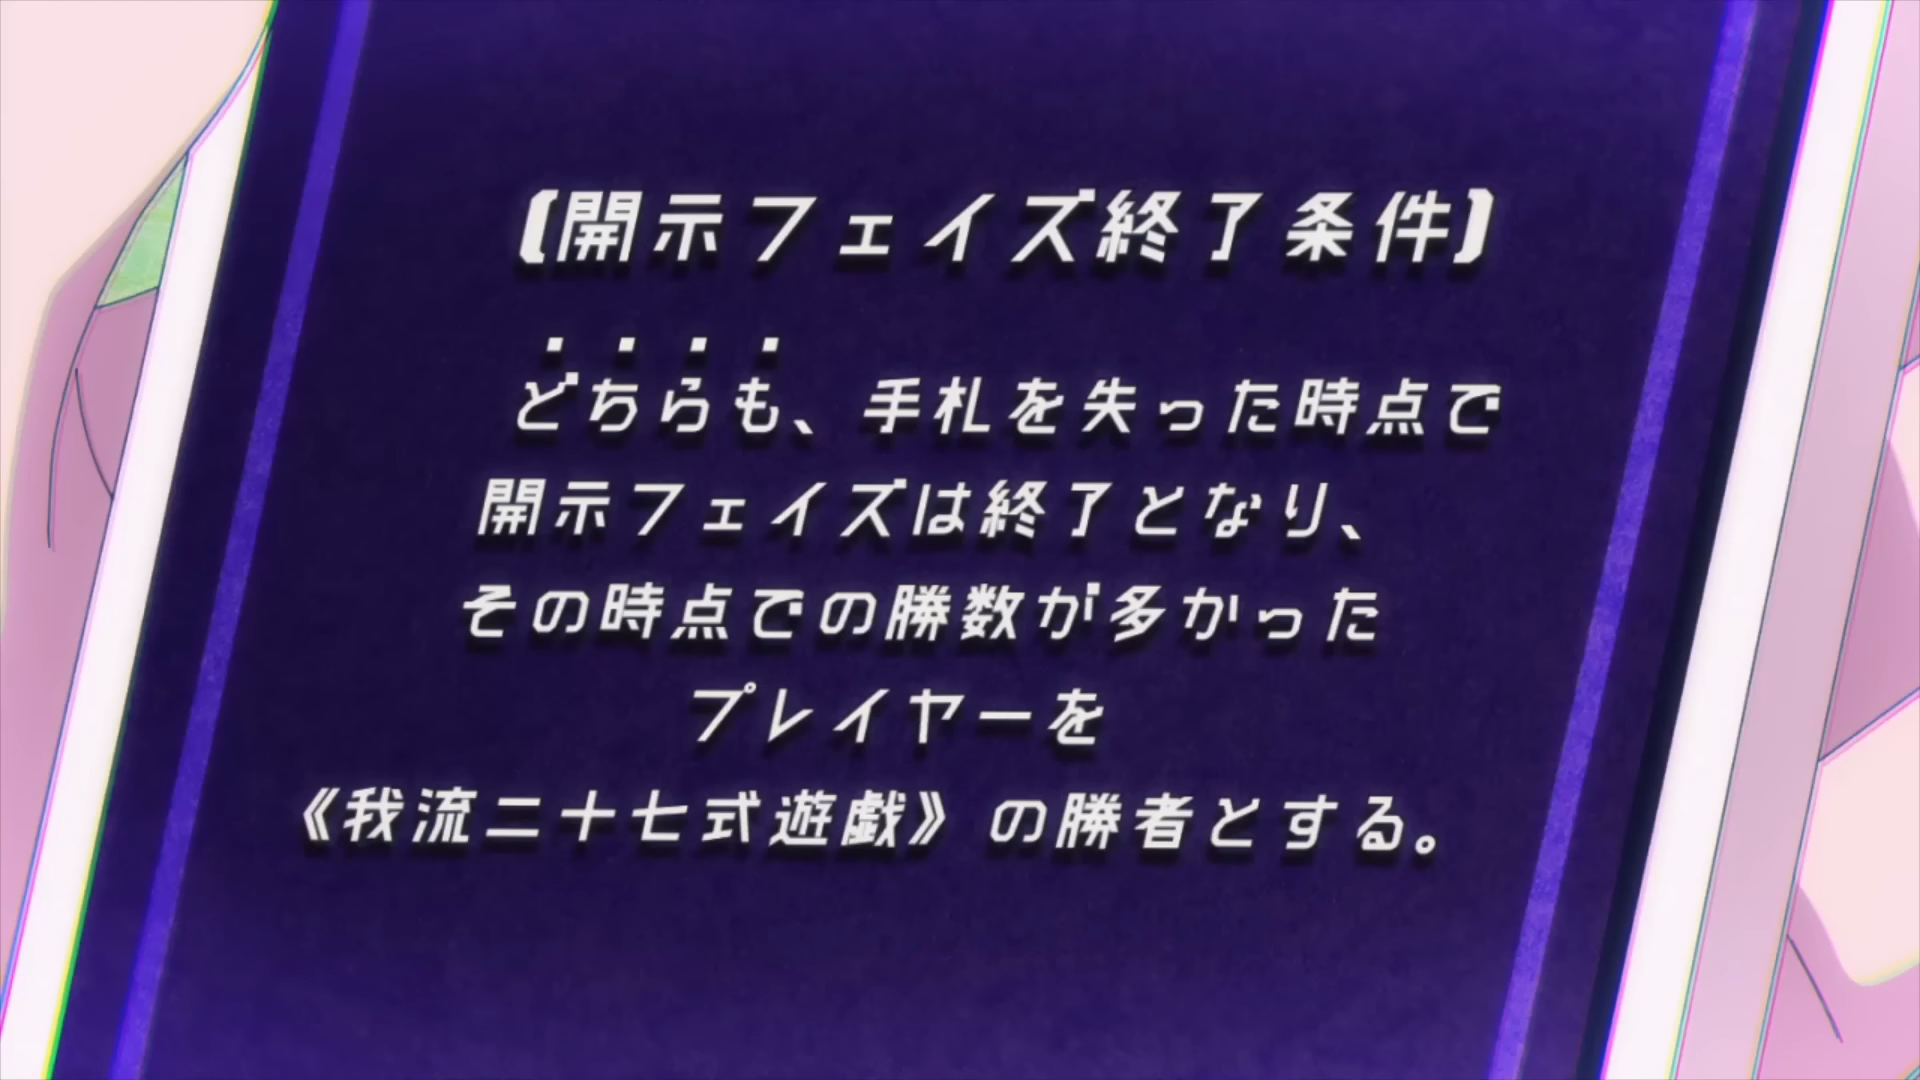 【開示フェイズ終了条件】
どちらも、手札を失った時点で
開示フェイズは終了となり、
その時点での勝数が多かった
プレイヤーを
《我流二十七式遊戯》の勝者とする。